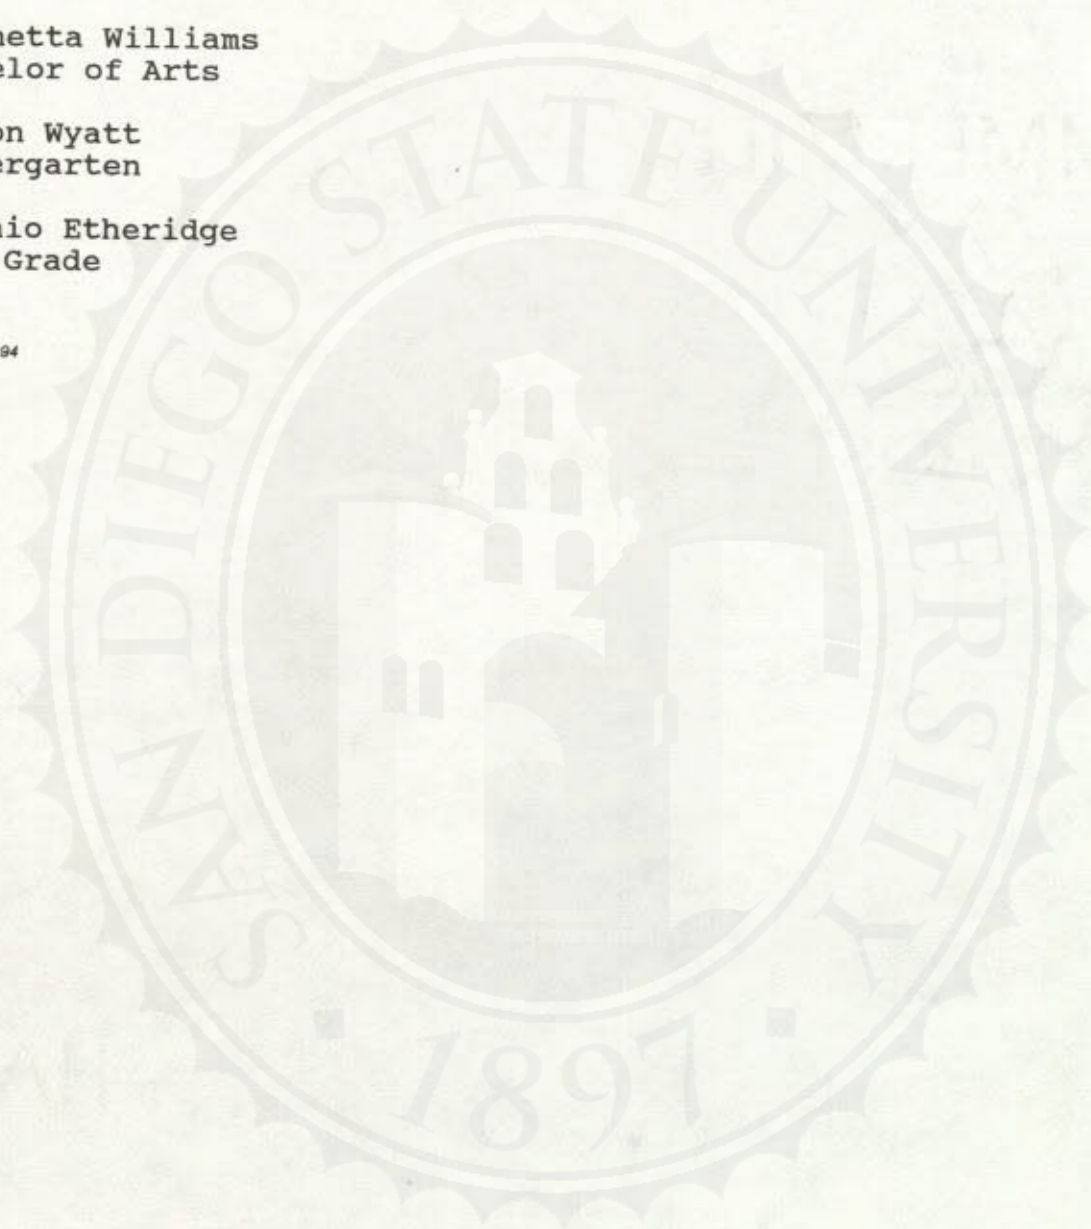 netta Williams
elor of Arts
on Wyatt
ergarten
nio Etheridge
Grade
94
SAN DIEGO STATE UNIVERSITY
1897